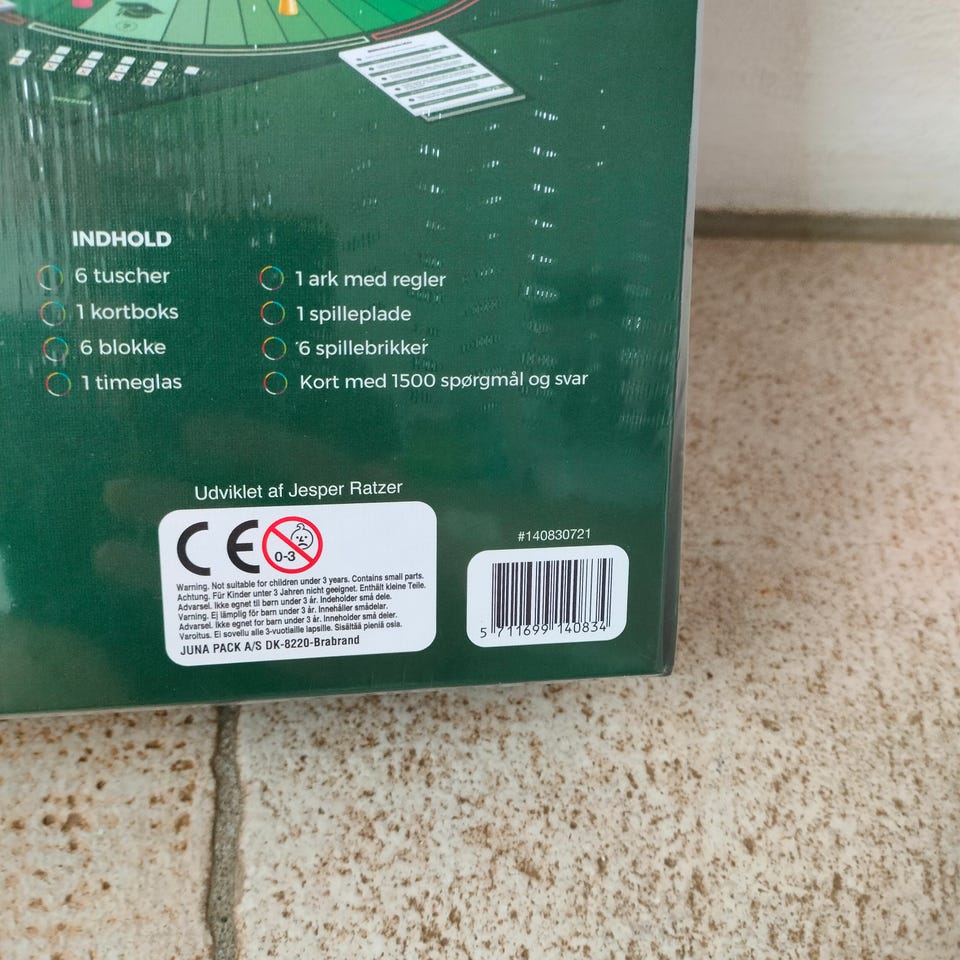 INDHOLD
6 tuscher
1 kortboks
6 blokke
1 timeglas
1 ark med regler
1 spilleplade
6 spillebrikker
Kort med 1500 spørgmål og svar
Udviklet af Jesper Ratzer
CE
0-3
Warning. Not suitable for children under 3 years. Contains small parts.
Achtung. Für Kinder unter 3 Jahren nicht geeignet. Enthält kleine Teile.
Advarsel. Ikke egnet til børn under 3 år. Indeholder små dele.
Varning. Ej lämplig för barn under 3 år. Innehåller smådelar.
Advarsel. Ikke egnet for barn under 3 år. Inneholder små deler.
Varoitus. Ei sovellu alle 3-vuotiaille lapsille. Sisältää pieniä osia.
JUNA PACK A/S DK-8220-Brabrand
#140830721
5 711699 140834